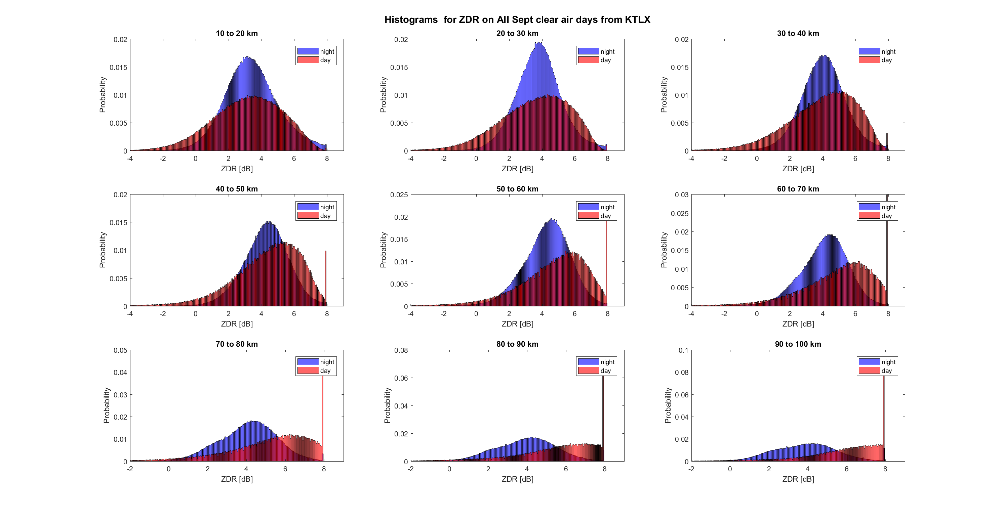 Histograms  for ZDR on All Sept clear air days from KTLX
10 to 20 km
0.02
0.015
0.01
0.005
0
Probability
-4 -2 0 2 4 6 8
ZDR [dB]
night
day
20 to 30 km
0.02
0.015
0.01
0.005
0
Probability
-4 -2 0 2 4 6 8
ZDR [dB]
night
day
30 to 40 km
0.02
0.015
0.01
0.005
0
Probability
-4 -2 0 2 4 6 8
ZDR [dB]
night
day
40 to 50 km
0.02
0.015
0.01
0.005
0
Probability
-4 -2 0 2 4 6 8
ZDR [dB]
night
day
50 to 60 km
0.025
0.02
0.015
0.01
0.005
0
Probability
-4 -2 0 2 4 6 8
ZDR [dB]
night
day
60 to 70 km
0.03
0.025
0.02
0.015
0.01
0.005
0
Probability
-4 -2 0 2 4 6 8
ZDR [dB]
night
day
70 to 80 km
0.05
0.04
0.03
0.02
0.01
0
Probability
-2 0 2 4 6 8
ZDR [dB]
night
day
80 to 90 km
0.08
0.06
0.04
0.02
0
Probability
-2 0 2 4 6 8
ZDR [dB]
night
day
90 to 100 km
0.1
0.08
0.06
0.04
0.02
0
Probability
-2 0 2 4 6 8
ZDR [dB]
night
day